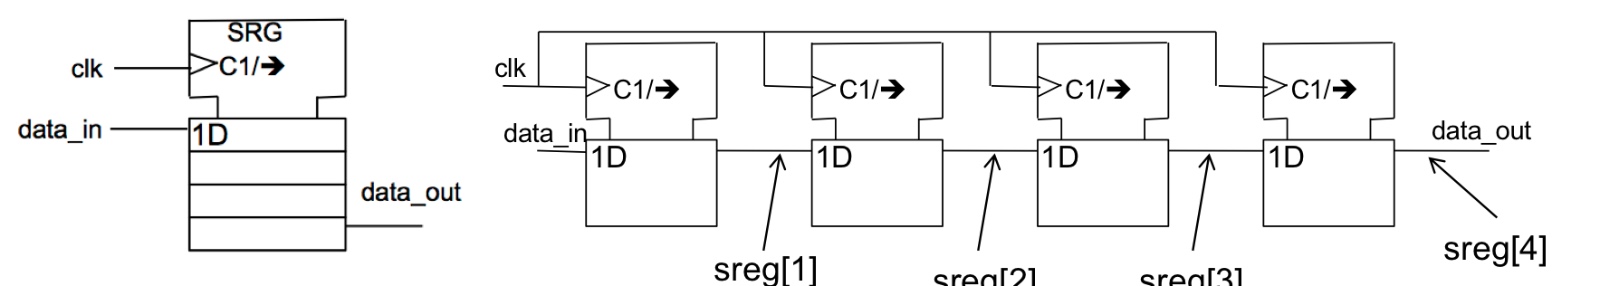 SRG
clk
C1/➔
data_in
1D
data_out
clk
C1/➔
C1/➔
C1/➔
C1/➔
data_in
1D
1D
1D
1D
data_out
sreg[1]
sreg[2]
sreg[3]
sreg[4]